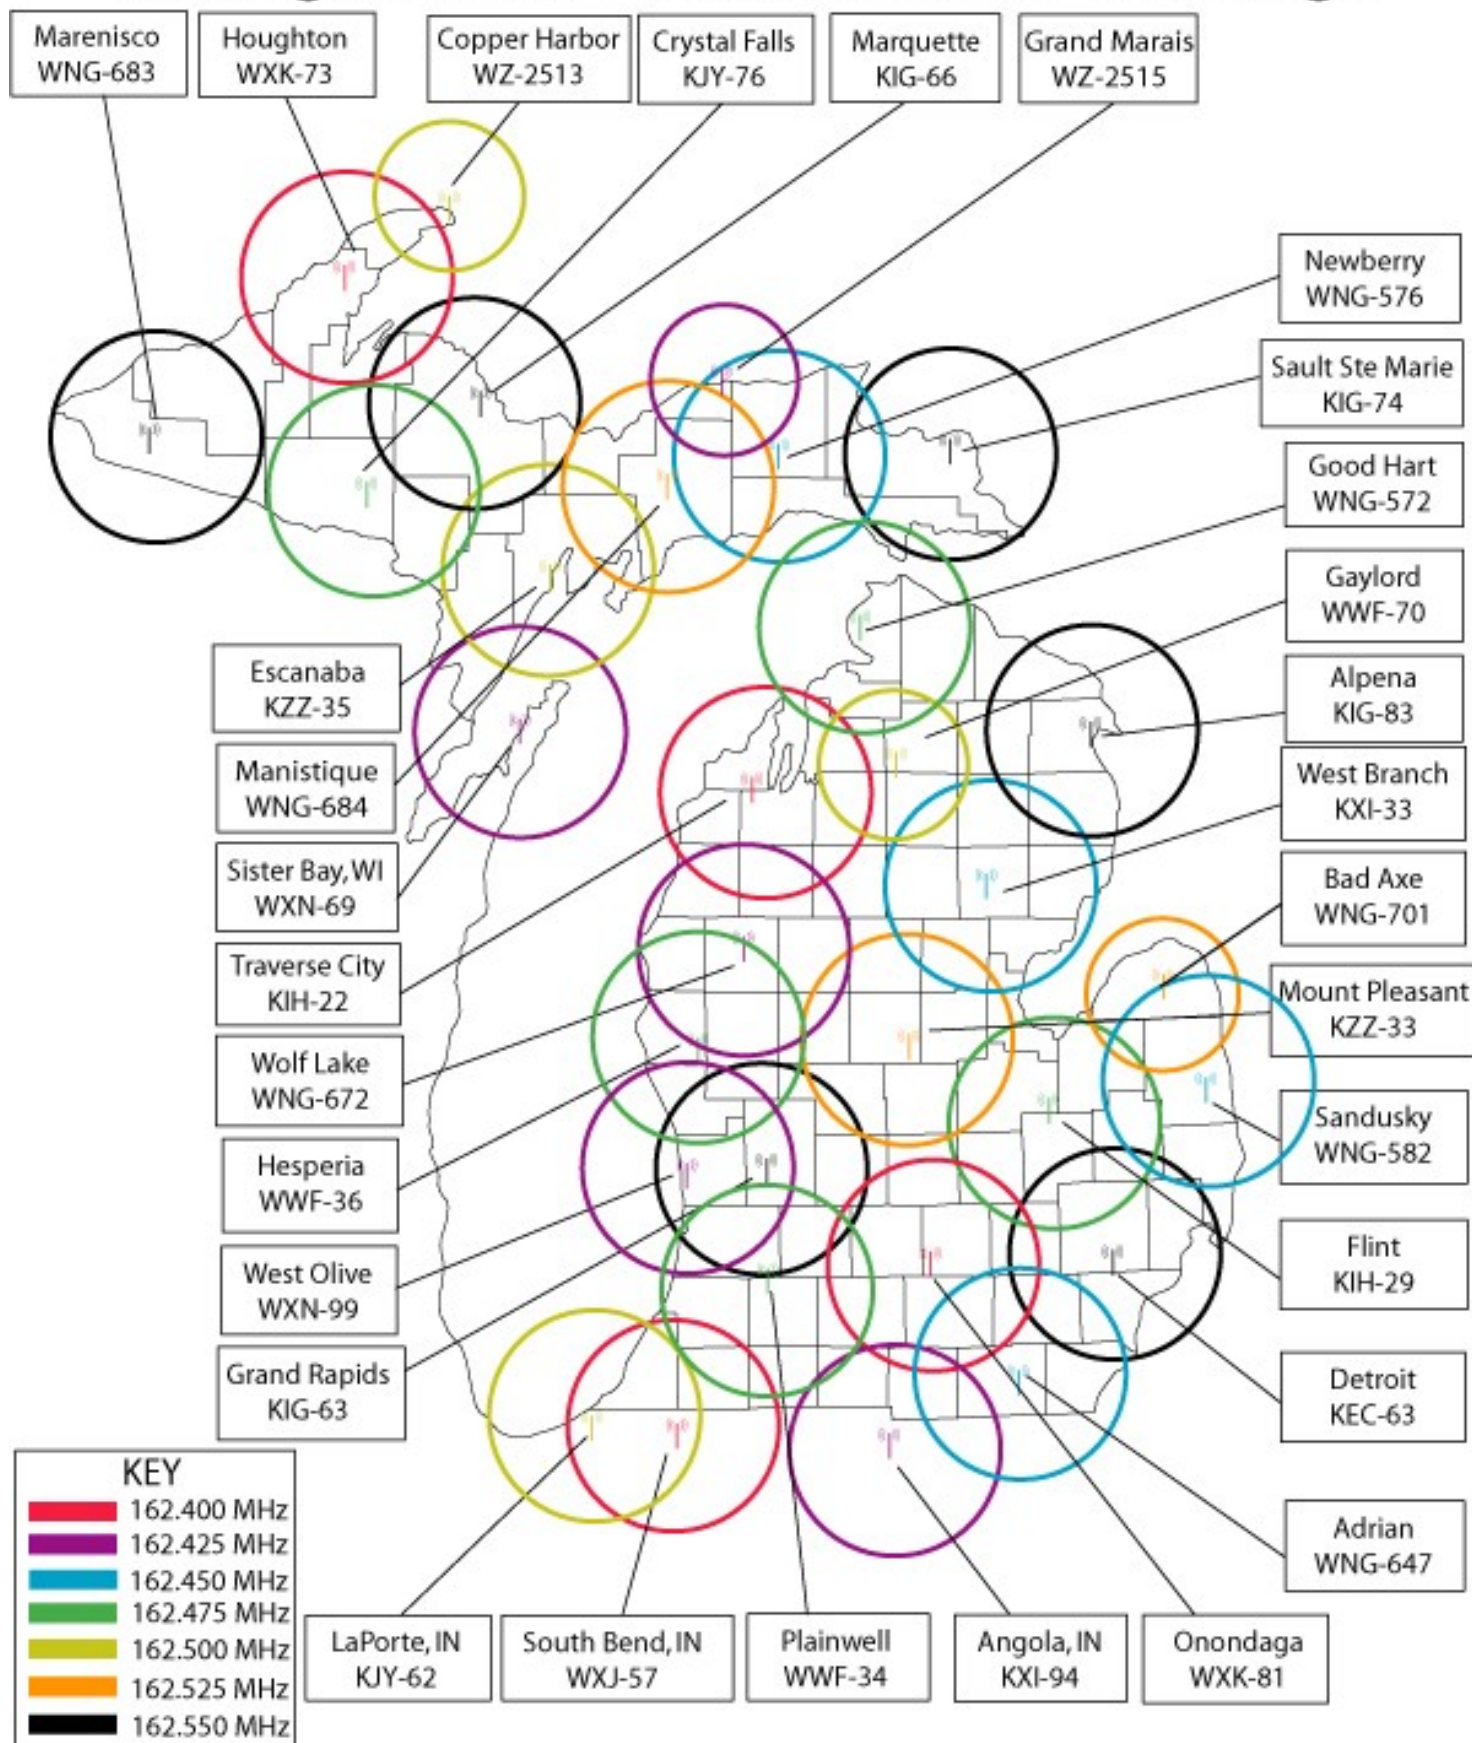 Marenisco
WNG-683
Houghton
WXK-73
Copper Harbor
WZ-2513
Crystal Falls
KJY-76
Marquette
KIG-66
Grand Marais
WZ-2515
Newberry
WNG-576
Sault Ste Marie
KIG-74
Good Hart
WNG-572
Gaylord
WWF-70
Alpena
KIG-83
West Branch
KXI-33
Bad Axe
WNG-701
Mount Pleasant
KZZ-33
Sandusky
WNG-582
Flint
KIH-29
Detroit
KEC-63
Adrian
WNG-647
Escanaba
KZZ-35
Manistique
WNG-684
Sister Bay, WI
WXN-69
Traverse City
KIH-22
Wolf Lake
WNG-672
Hesperia
WWF-36
West Olive
WXN-99
Grand Rapids
KIG-63
LaPorte, IN
KJY-62
South Bend, IN
WXJ-57
Plainwell
WWF-34
Angola, IN
KXI-94
Onondaga
WXK-81
KEY
162.400 MHz
162.425 MHz
162.450 MHz
162.475 MHz
162.500 MHz
162.525 MHz
162.550 MHz